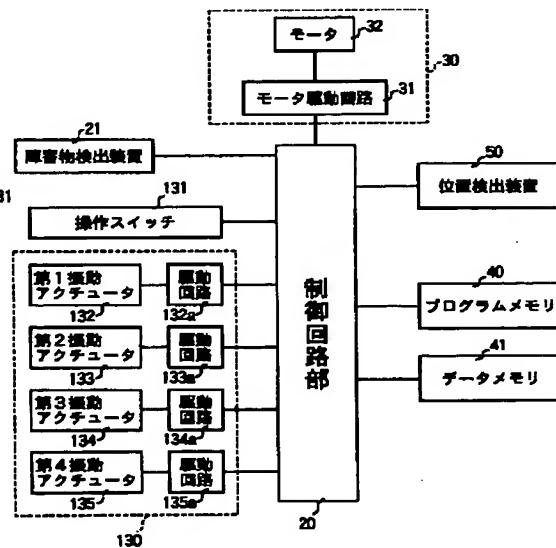 モータ
32
30
モータ駆動回路
31
21
障害物検出装置
50
位置検出装置
31
131
操作スイッチ
制御回路部
20
第1振動
アクチュータ
132
駆動
回路
132a
第2振動
アクチュータ
133
駆動
回路
133a
第3振動
アクチュータ
134
駆動
回路
134a
第4振動
アクチュータ
135
駆動
回路
135a
130
40
プログラムメモリ
41
データメモリ